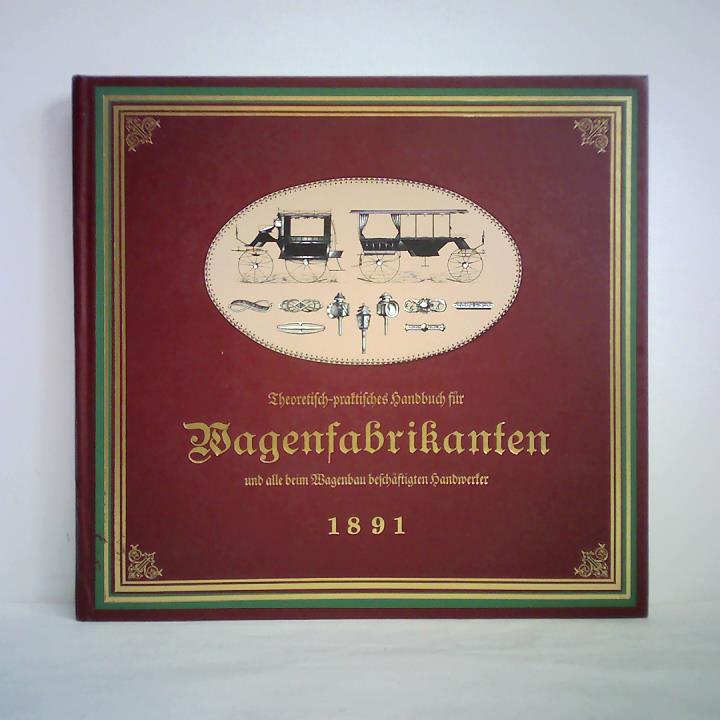 Theoretisch-praktisches Handbuch für
Wagenfabrikanten
und alle beim Wagenbau beschäftigten Handwerker
1891